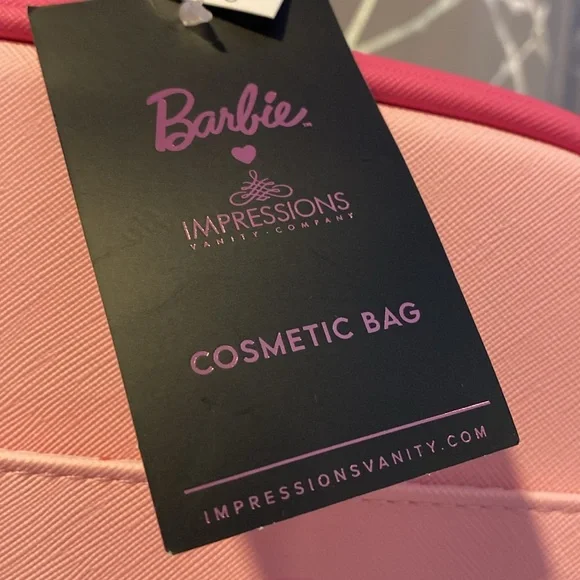 Barbie™
IMPRESSIONS
VANITY·COMPANY
COSMETIC BAG
IMPRESSIONSVANITY.COM